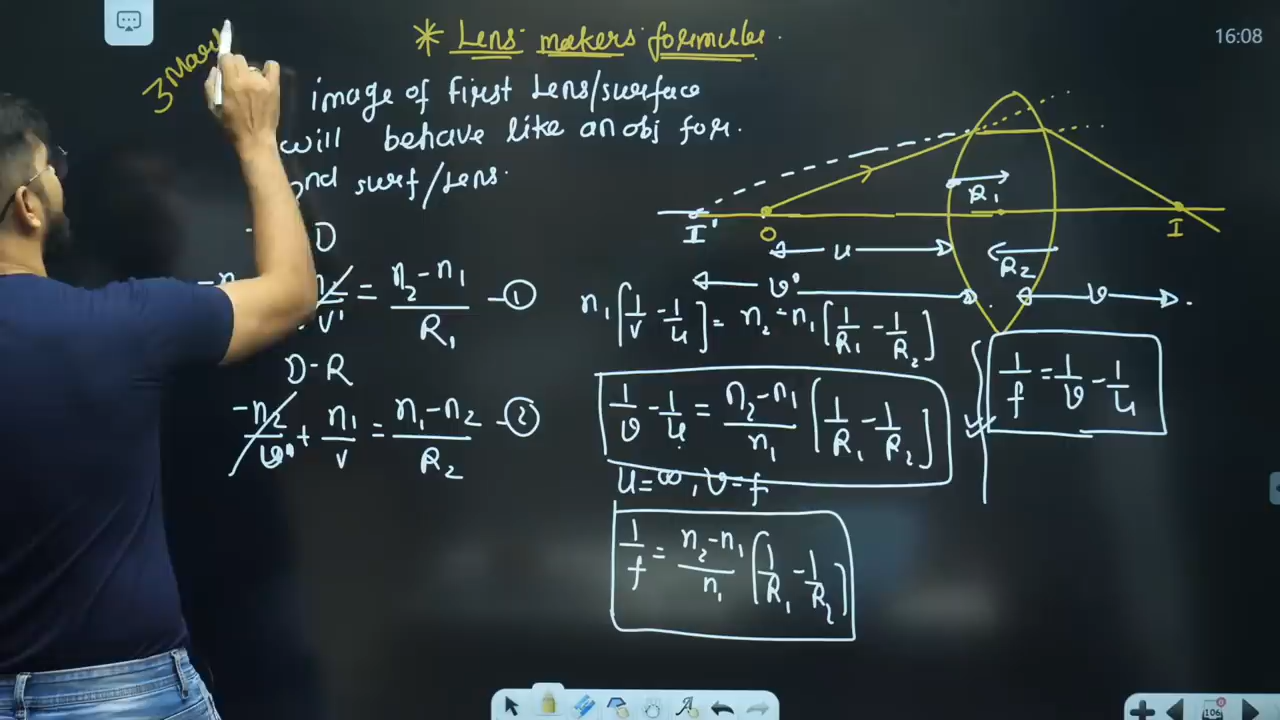 16:08
3 Mar
* Lens makers formula.
image of first Lens/surface
will behave like an obj for.
2nd surf/Lens.
D
n₂-n₁/R₁ -①
= 
v'
D-R
-n₂/v' + n₁/v = n₁-n₂/R₂ -②
n₁[1/v - 1/u] = n₂-n₁[1/R₁ - 1/R₂]
1/v - 1/u = n₂-n₁/n₁ [1/R₁ - 1/R₂]
u=∞, v=f
1/f = n₂-n₁/n₁ [1/R₁ - 1/R₂]
1/f = 1/v - 1/u
R₁
I'
O
I
u
R₂
v'
v
106